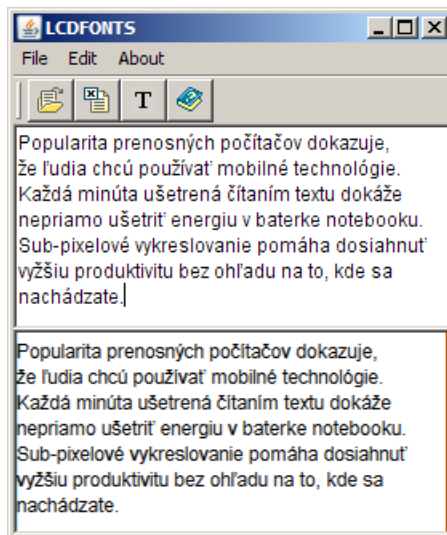 LCDFONTS
File Edit About
T
Popularita prenosných počítačov dokazuje,
že ľudia chcú používať mobilné technológie.
Každá minúta ušetrená čítaním textu dokáže
nepriamo ušetriť energiu v baterke notebooku.
Sub-pixelové vykreslovanie pomáha dosiahnuť
vyžšiu produktivitu bez ohľadu na to, kde sa
nachádzate.
Popularita prenosných počítačov dokazuje,
že ľudia chcú používať mobilné technológie.
Každá minúta ušetrená čítaním textu dokáže
nepriamo ušetriť energiu v baterke notebooku.
Sub-pixelové vykreslovanie pomáha dosiahnuť
vyžšiu produktivitu bez ohľadu na to, kde sa
nachádzate.